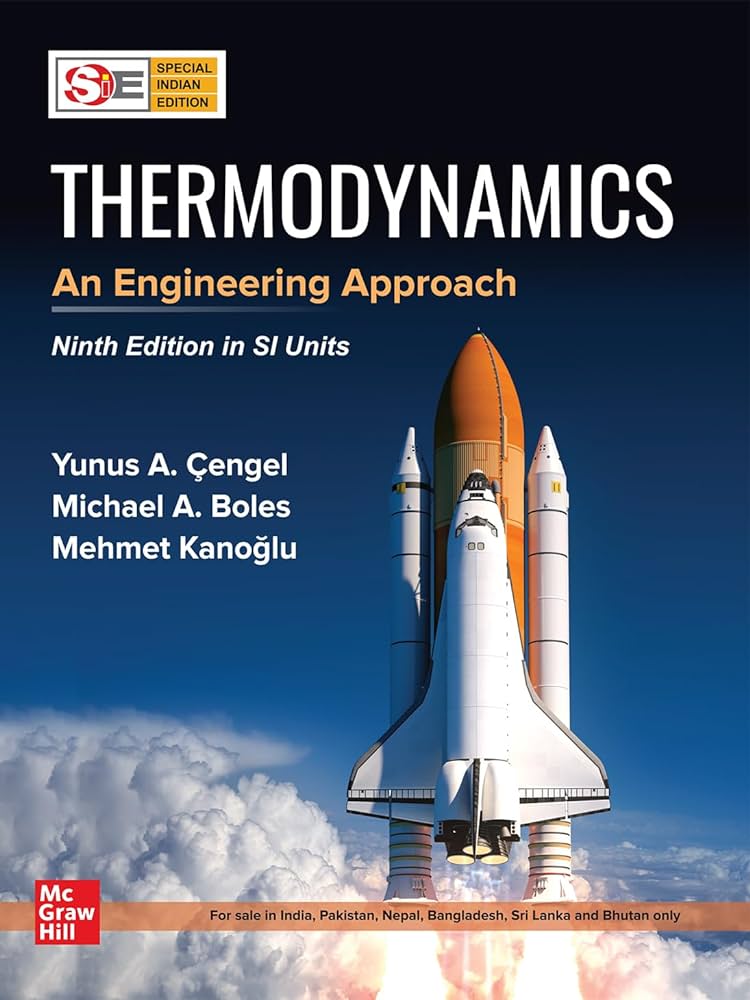 SiE
SPECIAL
INDIAN
EDITION
THERMODYNAMICS
An Engineering Approach
Ninth Edition in SI Units
Yunus A. Çengel
Michael A. Boles
Mehmet Kanoğlu
Mc
Graw
Hill
For sale in India, Pakistan, Nepal, Bangladesh, Sri Lanka and Bhutan only